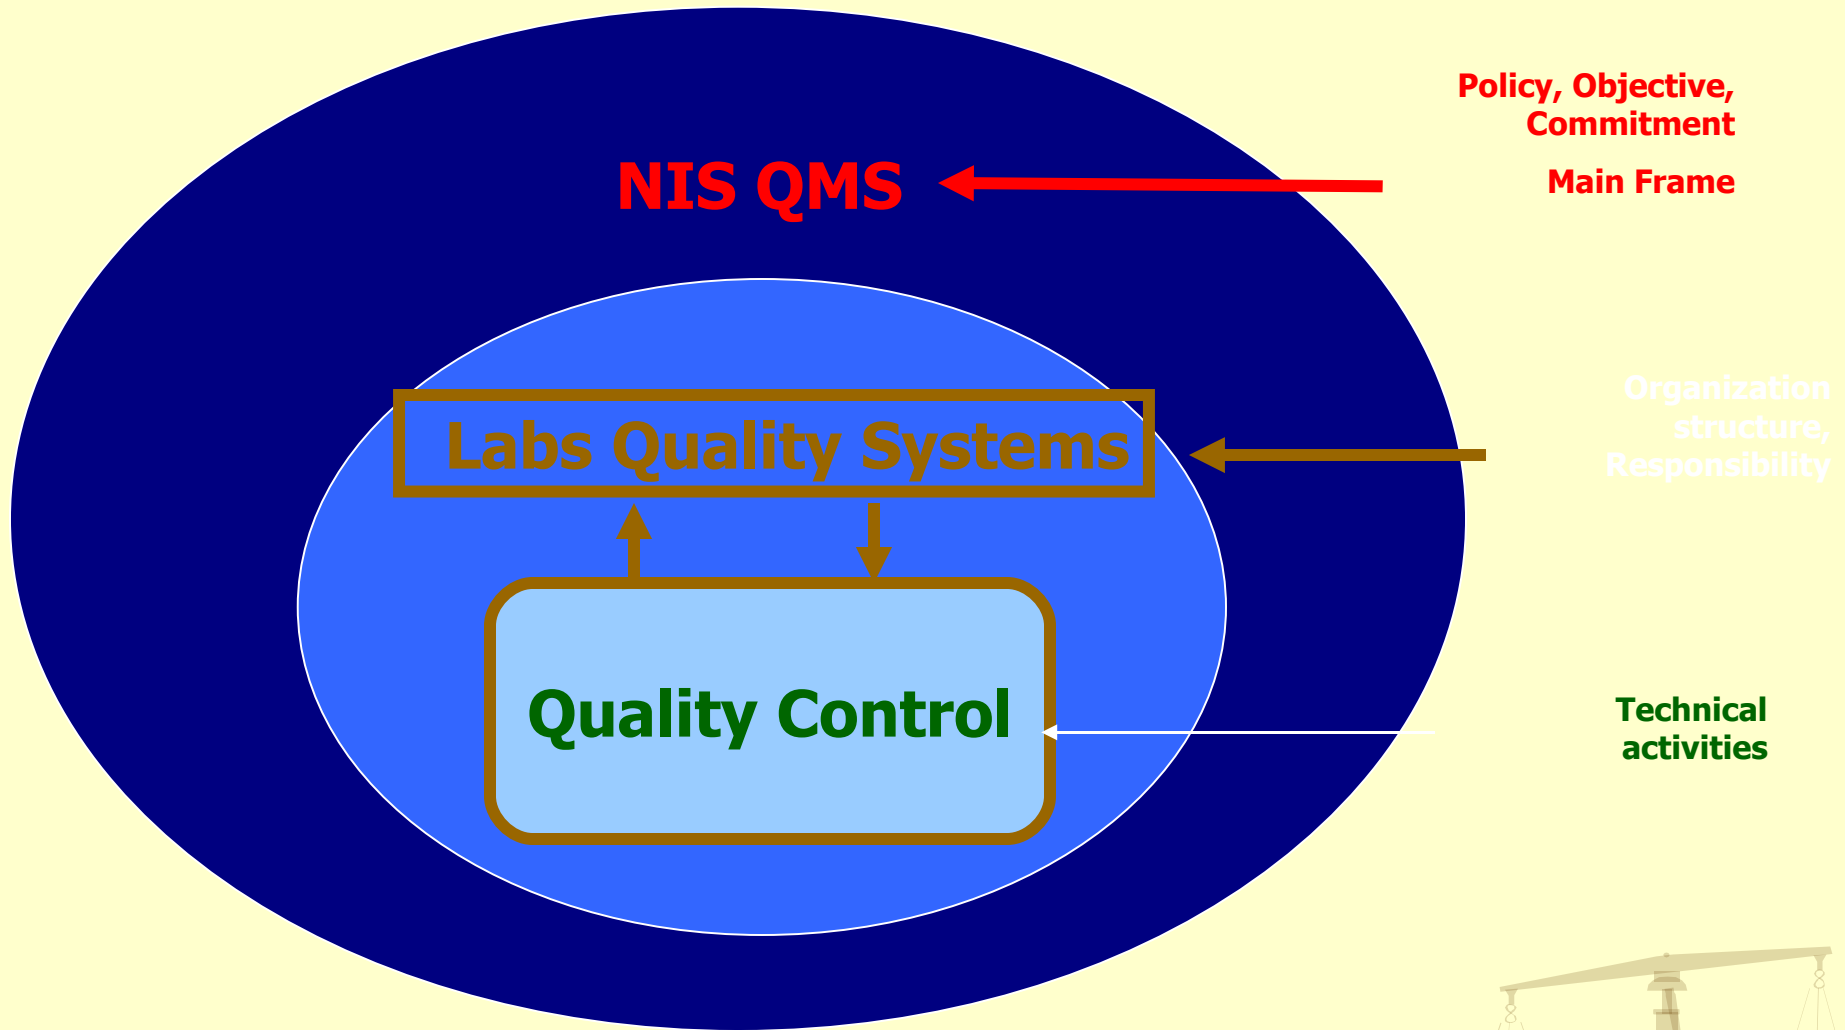 Policy, Objective,
Commitment
NIS QMS
Main Frame
Organization
structure,
Labs Quality Systems
Responsibility
Quality Control
Technical
activities